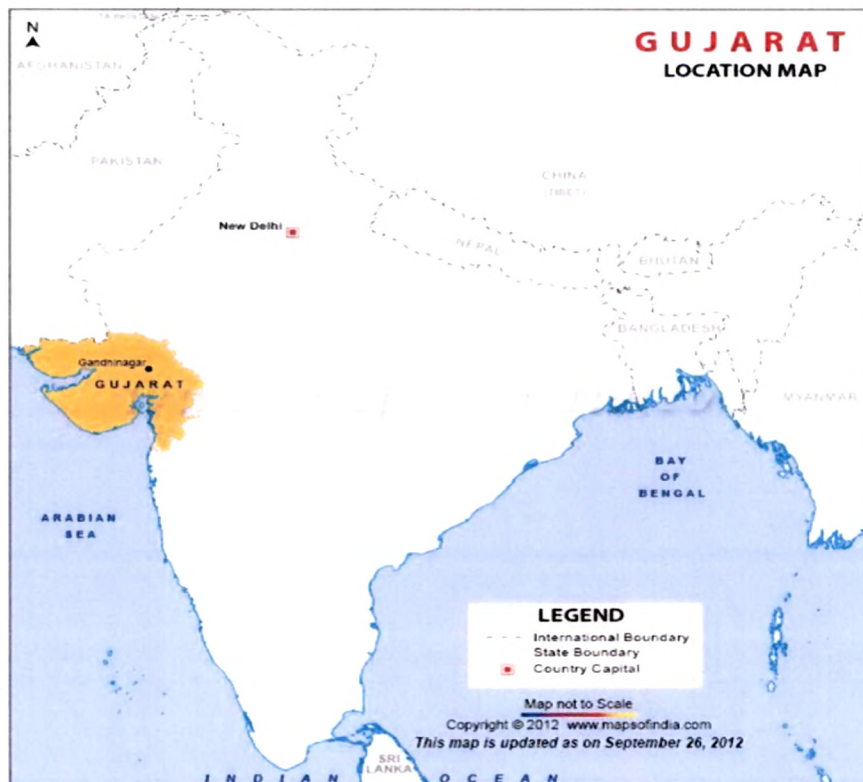 N
GUJARAT
LOCATION MAP
AFGHANISTAN
PAKISTAN
CHINA
(TIBET)
New Delhi
NEPAL
BHUTAN
BANGLADESH
Gandhinagar
GUJARAT
MYANMAR
BAY
OF
BENGAL
ARABIAN
SEA
LEGEND
International Boundary
State Boundary
Country Capital
Map not to Scale
Copyright © 2012 www.mapsofindia.com
This map is updated as on September 26, 2012
SRI
LANKA
INDIAN OCEAN